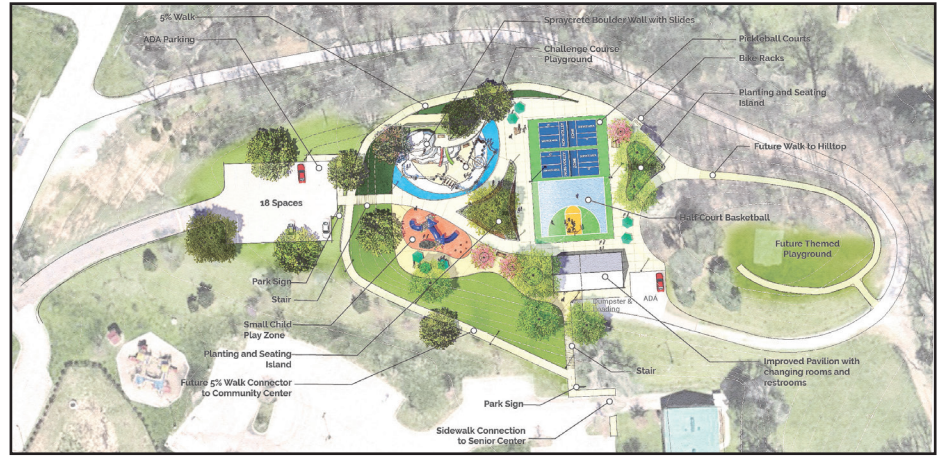 5% Walk
Spraycrete Boulder Wall with Slides
ADA Parking
Challenge Course
Playground
Pickleball Courts
Bike Racks
Planting and Seating
Island
Future Walk to Hilltop
18 Spaces
Half Court Basketball
Future Themed
Playground
Park Sign
Stair
ADA
Small Child
Play Zone
Planting and Seating
Island
Future 5% Walk Connector
to Community Center
Stair
Improved Pavilion with
changing rooms and
restrooms
Park Sign
Sidewalk Connection
to Senior Center